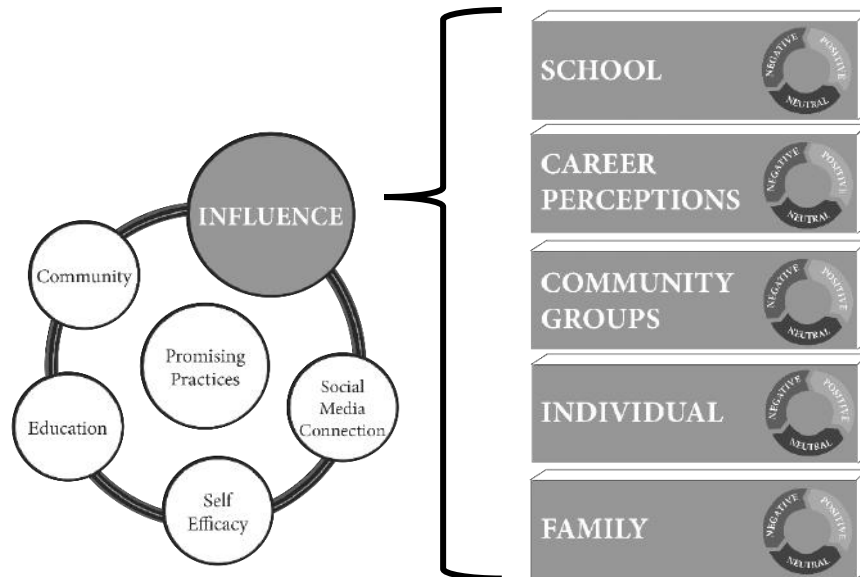 INFLUENCE
Community
Promising
Practices
Social
Media
Connection
Education
Self
Efficacy
SCHOOL
NEGATIVE
POSITIVE
NEUTRAL
CAREER
PERCEPTIONS
NEGATIVE
POSITIVE
NEUTRAL
COMMUNITY
GROUPS
NEGATIVE
POSITIVE
NEUTRAL
INDIVIDUAL
NEGATIVE
POSITIVE
NEUTRAL
FAMILY
NEGATIVE
POSITIVE
NEUTRAL